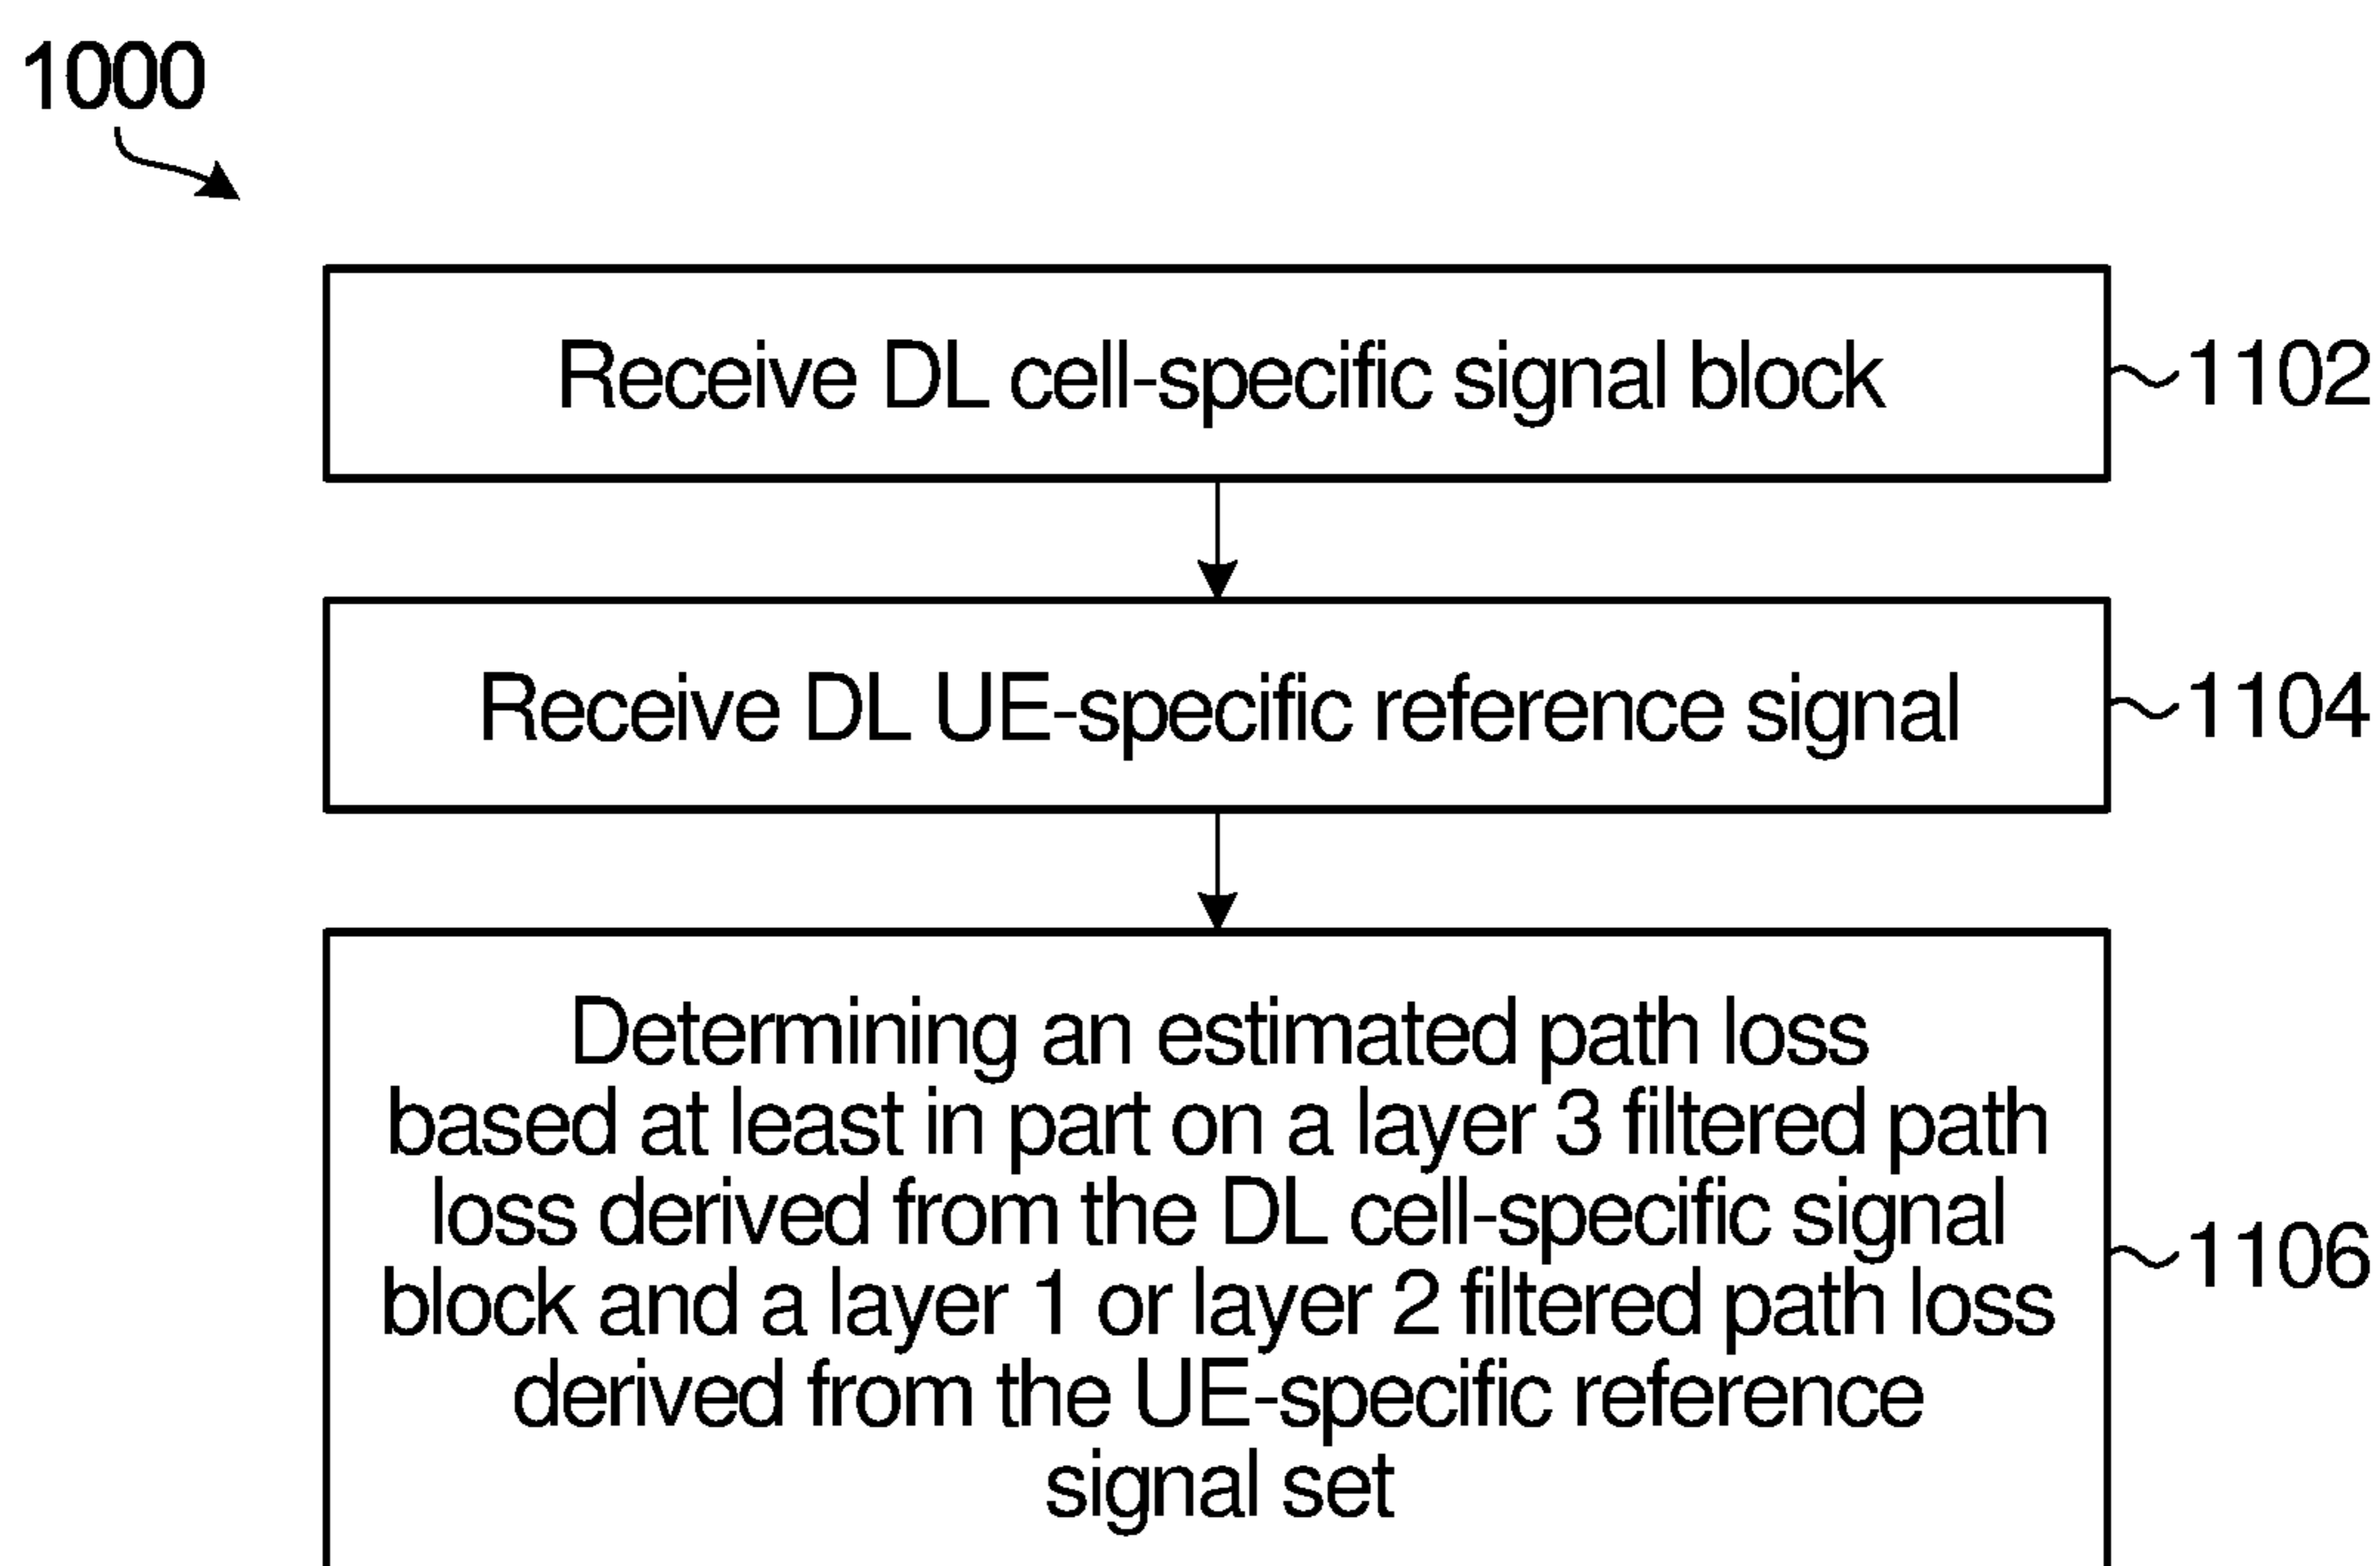 1000
Receive DL cell-specific signal block
1102
Receive DL UE-specific reference signal
1104
Determining an estimated path loss
based at least in part on a layer 3 filtered path
loss derived from the DL cell-specific signal
block and a layer 1 or layer 2 filtered path loss
derived from the UE-specific reference
signal set
1106